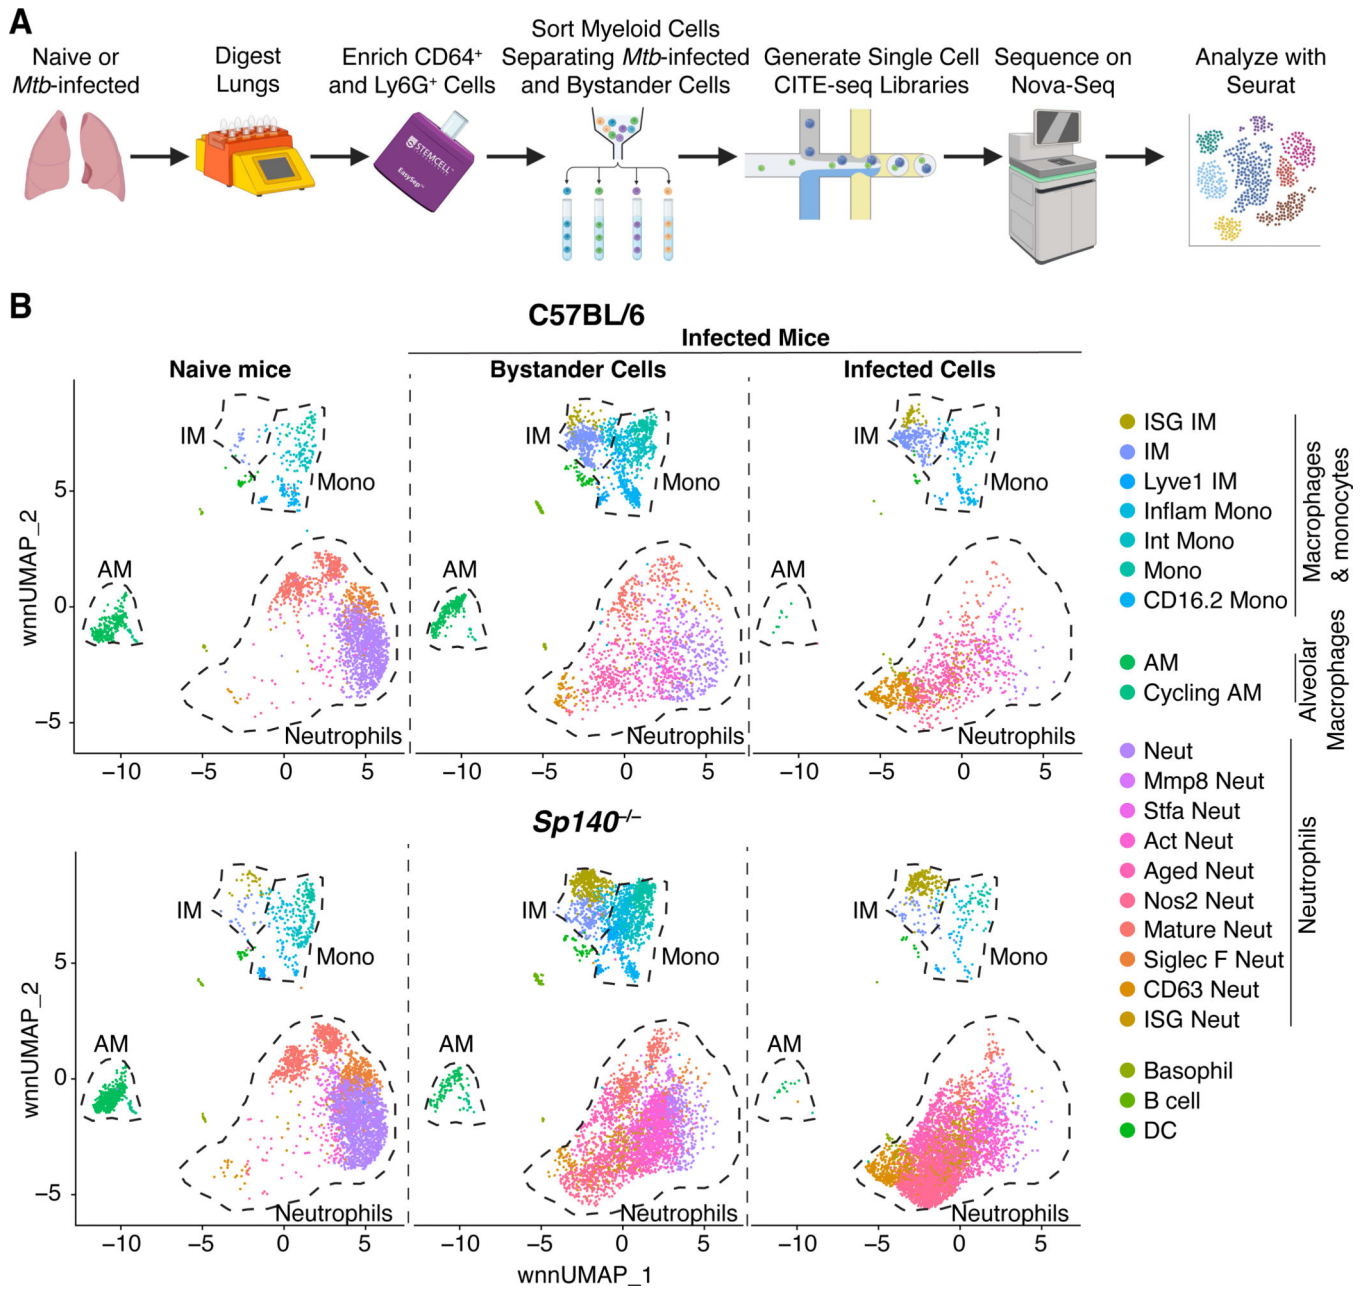 A
Naive or
Mtb-infected
Digest
Lungs
Enrich CD64+
and Ly6G+ Cells
Sort Myeloid Cells
Separating Mtb-infected
and Bystander Cells
Generate Single Cell
CITE-seq Libraries
Sequence on
Nova-Seq
Analyze with
Seurat
STEMCELL
EasySep™
B
C57BL/6
Infected Mice
Naive mice
Bystander Cells
Infected Cells
IM
Mono
AM
Neutrophils
IM
Mono
AM
Neutrophils
IM
Mono
AM
Neutrophils
wnnUMAP_2
5
0
−5
−10 −5 0 5
−10 −5 0 5
−10 −5 0 5
Sp140–/–
IM
Mono
AM
Neutrophils
IM
Mono
AM
Neutrophils
IM
Mono
AM
Neutrophils
wnnUMAP_2
5
0
−5
−10 −5 0 5
−10 −5 0 5
−10 −5 0 5
wnnUMAP_1
ISG IM
IM
Lyve1 IM
Inflam Mono
Int Mono
Mono
CD16.2 Mono
Macrophages
& monocytes
AM
Cycling AM
Alveolar
Macrophages
Neut
Mmp8 Neut
Stfa Neut
Act Neut
Aged Neut
Nos2 Neut
Mature Neut
Siglec F Neut
CD63 Neut
ISG Neut
Neutrophils
Basophil
B cell
DC